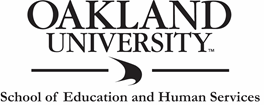 OAKLAND
UNIVERSITY™
School of Education and Human Services